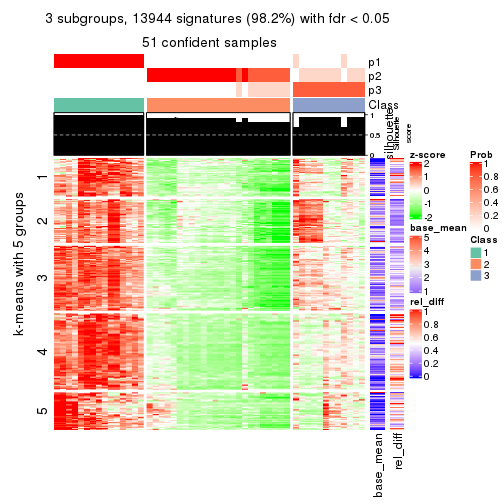 3 subgroups, 13944 signatures (98.2%) with fdr < 0.05
51 confident samples
p1
p2
p3
Class
1
0.5
0
silhouette
Silhouette
score
k-means with 5 groups
1
2
3
4
5
base_mean
rel_diff
z-score
2
1
0
-1
-2
base_mean
5
4
3
2
1
rel_diff
1
0.8
0.6
0.4
0.2
0
Prob
1
0.8
0.6
0.4
0.2
0
Class
1
2
3